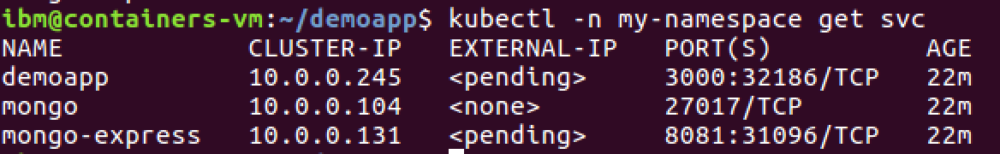 ibm@containers-vm:~/demoapp$ kubectl -n my-namespace get svc
NAME CLUSTER-IP EXTERNAL-IP PORT(S) AGE
demoapp 10.0.0.245 <pending> 3000:32186/TCP 22m
mongo 10.0.0.104 <none> 27017/TCP 22m
mongo-express 10.0.0.131 <pending> 8081:31096/TCP 22m